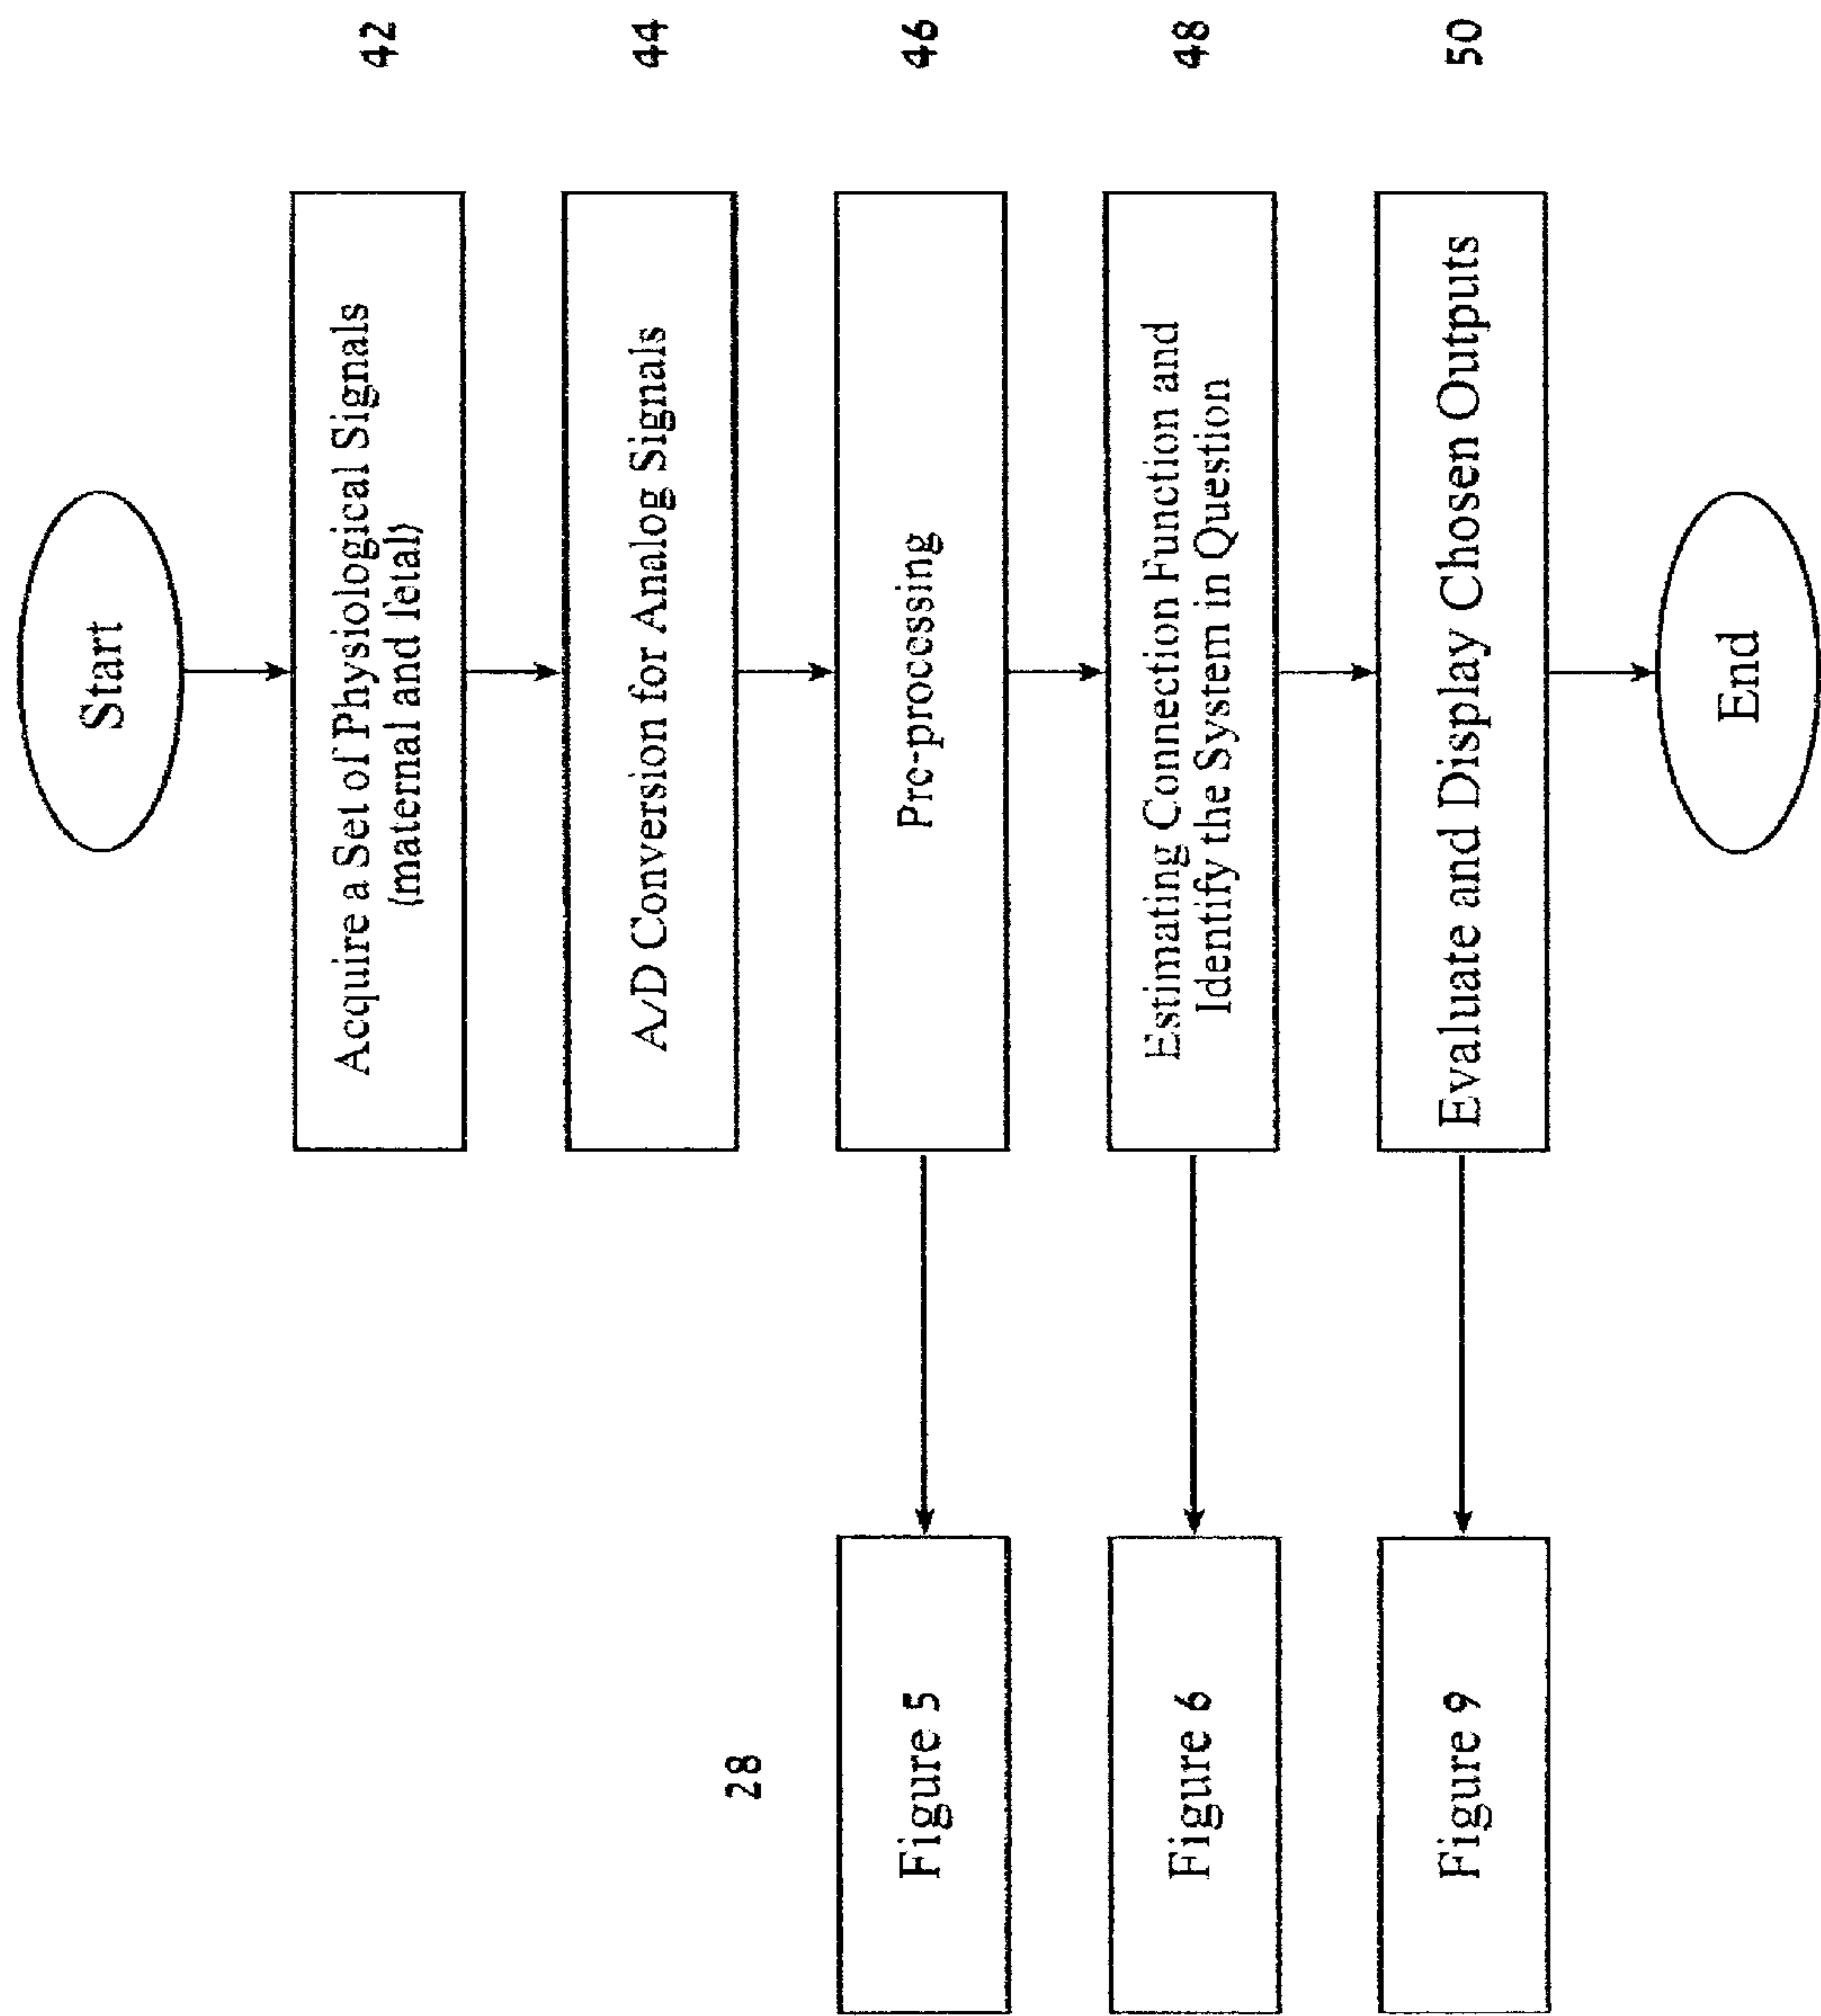 Start
Acquire a Set of Physiological Signals
(maternal and fetal)
42
A/D Conversion for Analog Signals
44
28
Figure 5
Pre-processing
46
Figure 6
Estimating Connection Function and
Identify the System in Question
48
Figure 9
Evaluate and Display Chosen Outputs
50
End